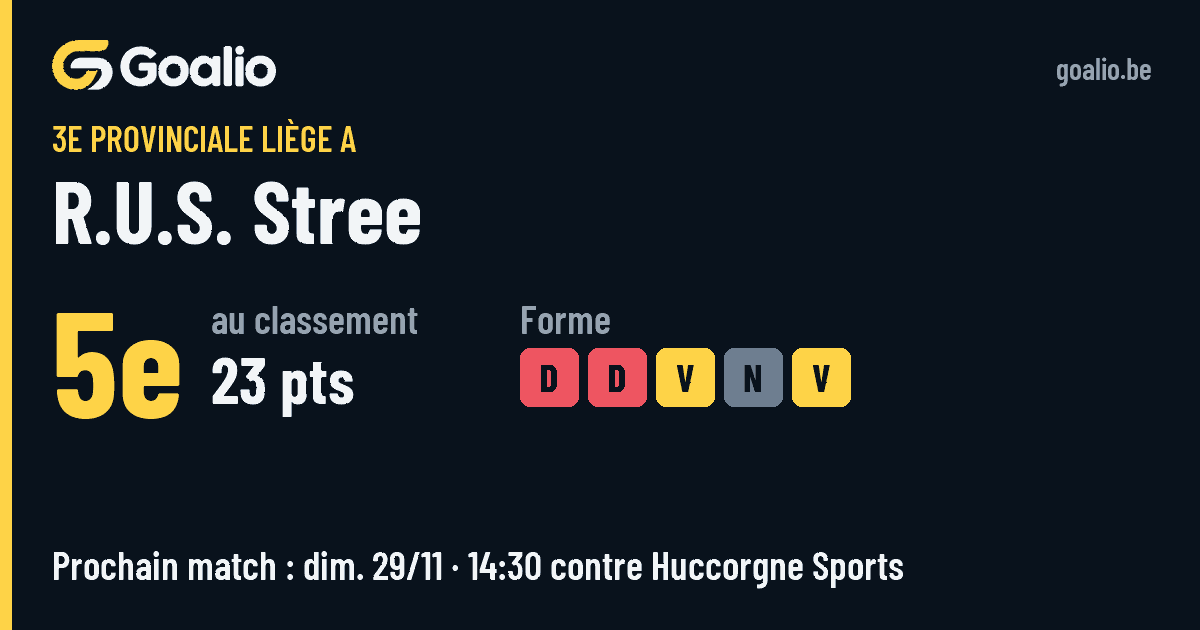 Goalio
goalio.be
3E PROVINCIALE LIÈGE A
R.U.S. Stree
5e
au classement
23 pts
Forme
D D V N V
Prochain match : dim. 29/11 · 14:30 contre Huccorgne Sports